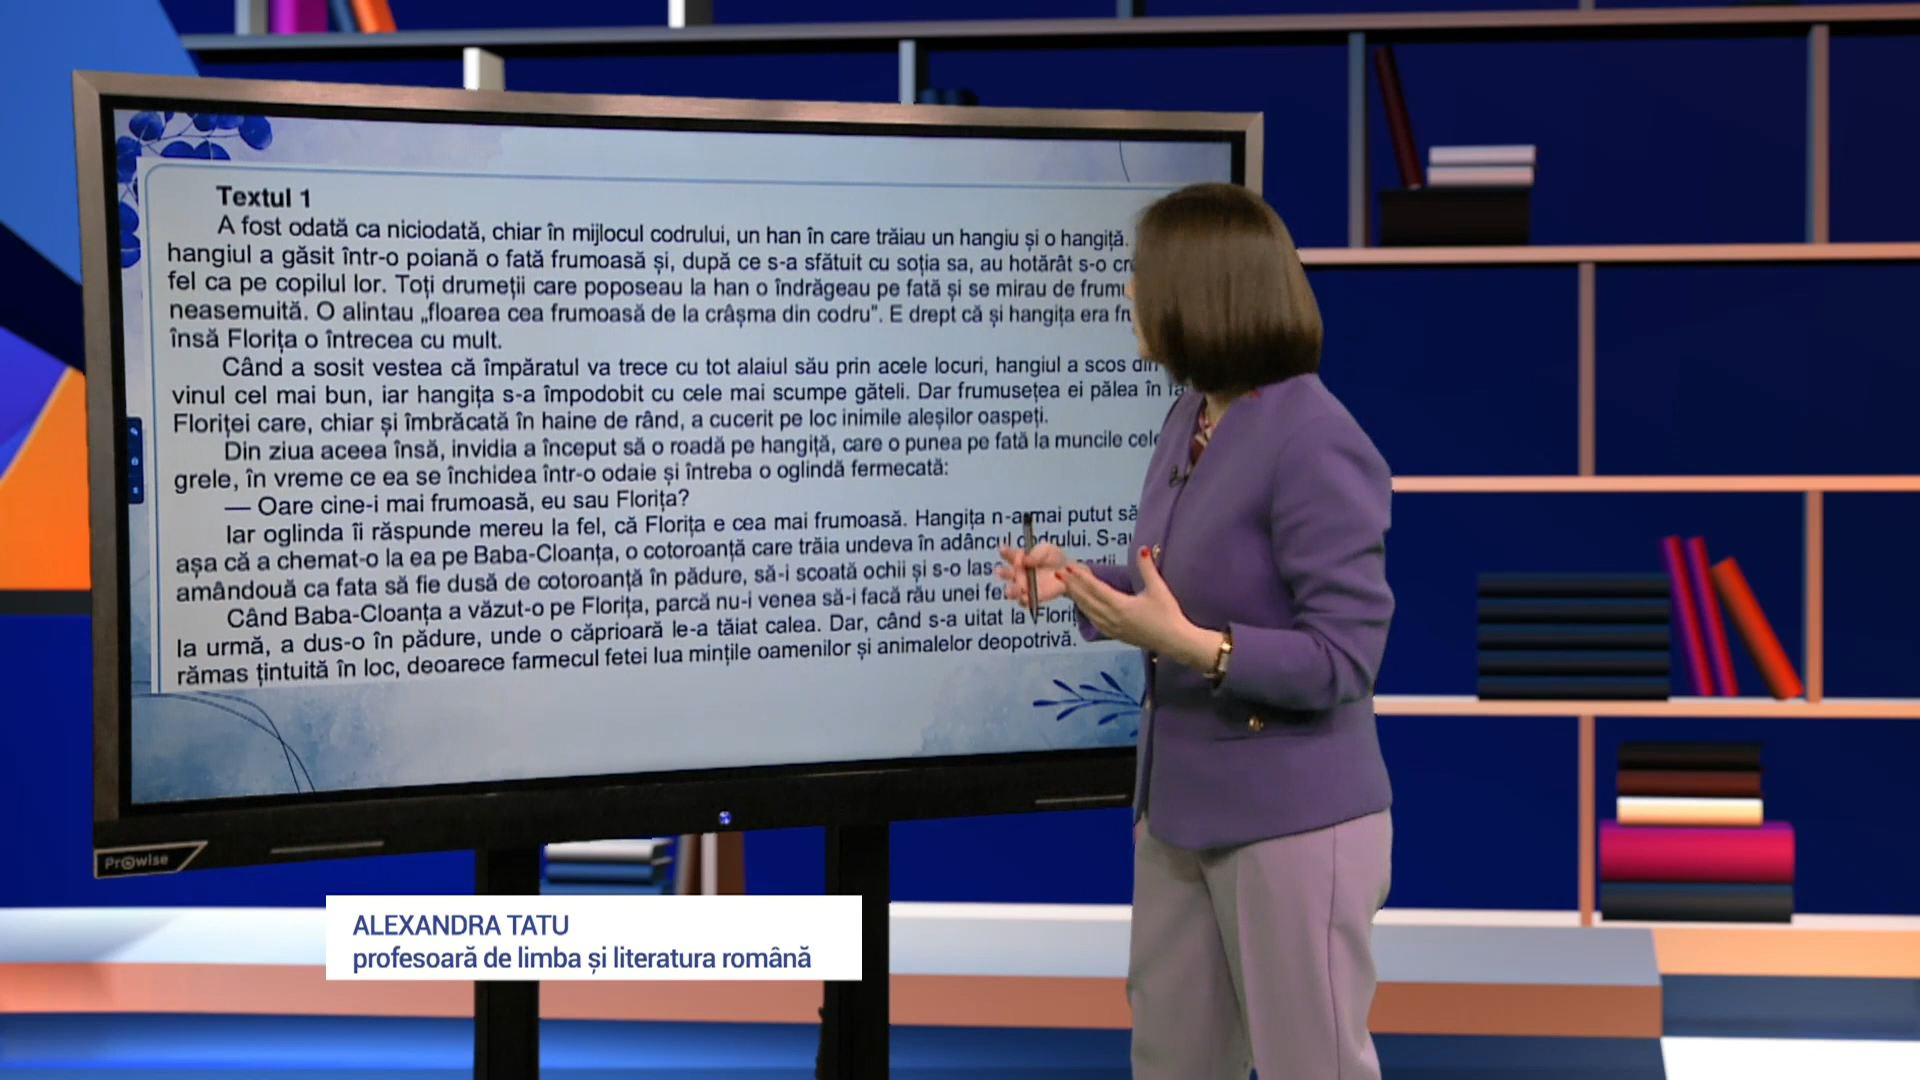 Textul 1
A fost odată ca niciodată, chiar în mijlocul codrului, un han în care trăiau un hangiu și o hangiță.
hangiul a găsit într-o poiană o fată frumoasă și, după ce s-a sfătuit cu soția sa, au hotărât s-o
fel ca pe copilul lor. Toți drumeții care poposeau la han o îndrăgeau pe fată și se mirau de
neasemuită. O alintau „floarea cea frumoasă de la crâșma din codru". E drept că și hangița era
însă Florița o întrecea cu mult.
Când a sosit vestea că împăratul va trece cu tot alaiul său prin acele locuri, hangiul a scos din
vinul cel mai bun, iar hangița s-a împodobit cu cele mai scumpe găteli. Dar frumusețea ei pălea în
Floriței care, chiar și îmbrăcată în haine de rând, a cucerit pe loc inimile aleșilor oaspeți.
Din ziua aceea însă, invidia a început să o roadă pe hangiță, care o punea pe fată la muncile
grele, în vreme ce ea se închidea într-o odaie și întreba o oglindă fermecată:
— Oare cine-i mai frumoasă, eu sau Florița?
Iar oglinda îi răspunde mereu la fel, că Florița e cea mai frumoasă. Hangița n-a mai putut să
așa că a chemat-o la ea pe Baba-Cloanța, o cotoroanță care trăia undeva în adâncul codrului.
amândouă ca fata să fie dusă de cotoroanță în pădure, să-i scoată ochii și s-o
Când Baba-Cloanța a văzut-o pe Florița, parcă nu-i venea să-i facă rău unei
la urmă, a dus-o în pădure, unde o căprioară le-a tăiat calea. Dar, când s-a uitat la
rămas țintuită în loc, deoarece farmecul fetei lua mințile oamenilor și animalelor deopotrivă.
Prowise
ALEXANDRA TATU
profesoară de limba și literatura română